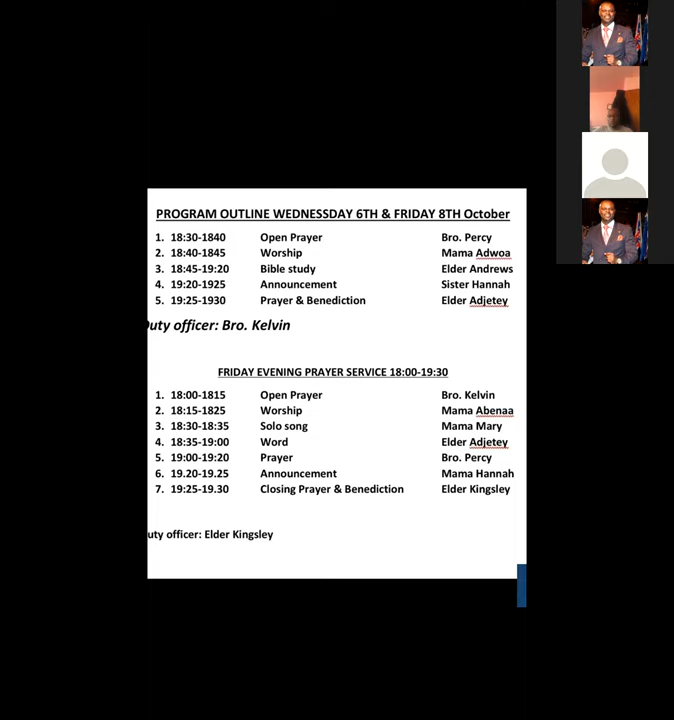 PROGRAM OUTLINE WEDNESSDAY 6TH & FRIDAY 8TH October
1. 18:30-1840 Open Prayer Bro. Percy
2. 18:40-1845 Worship Mama Adwoa
3. 18:45-19:20 Bible study Elder Andrews
4. 19:20-1925 Announcement Sister Hannah
5. 19:25-1930 Prayer & Benediction Elder Adjetey
uty officer: Bro. Kelvin
FRIDAY EVENING PRAYER SERVICE 18:00-19:30
1. 18:00-1815 Open Prayer Bro. Kelvin
2. 18:15-1825 Worship Mama Abenaa
3. 18:30-18:35 Solo song Mama Mary
4. 18:35-19:00 Word Elder Adjetey
5. 19:00-19:20 Prayer Bro. Percy
6. 19.20-19.25 Announcement Mama Hannah
7. 19:25-19.30 Closing Prayer & Benediction Elder Kingsley
uty officer: Elder Kingsley